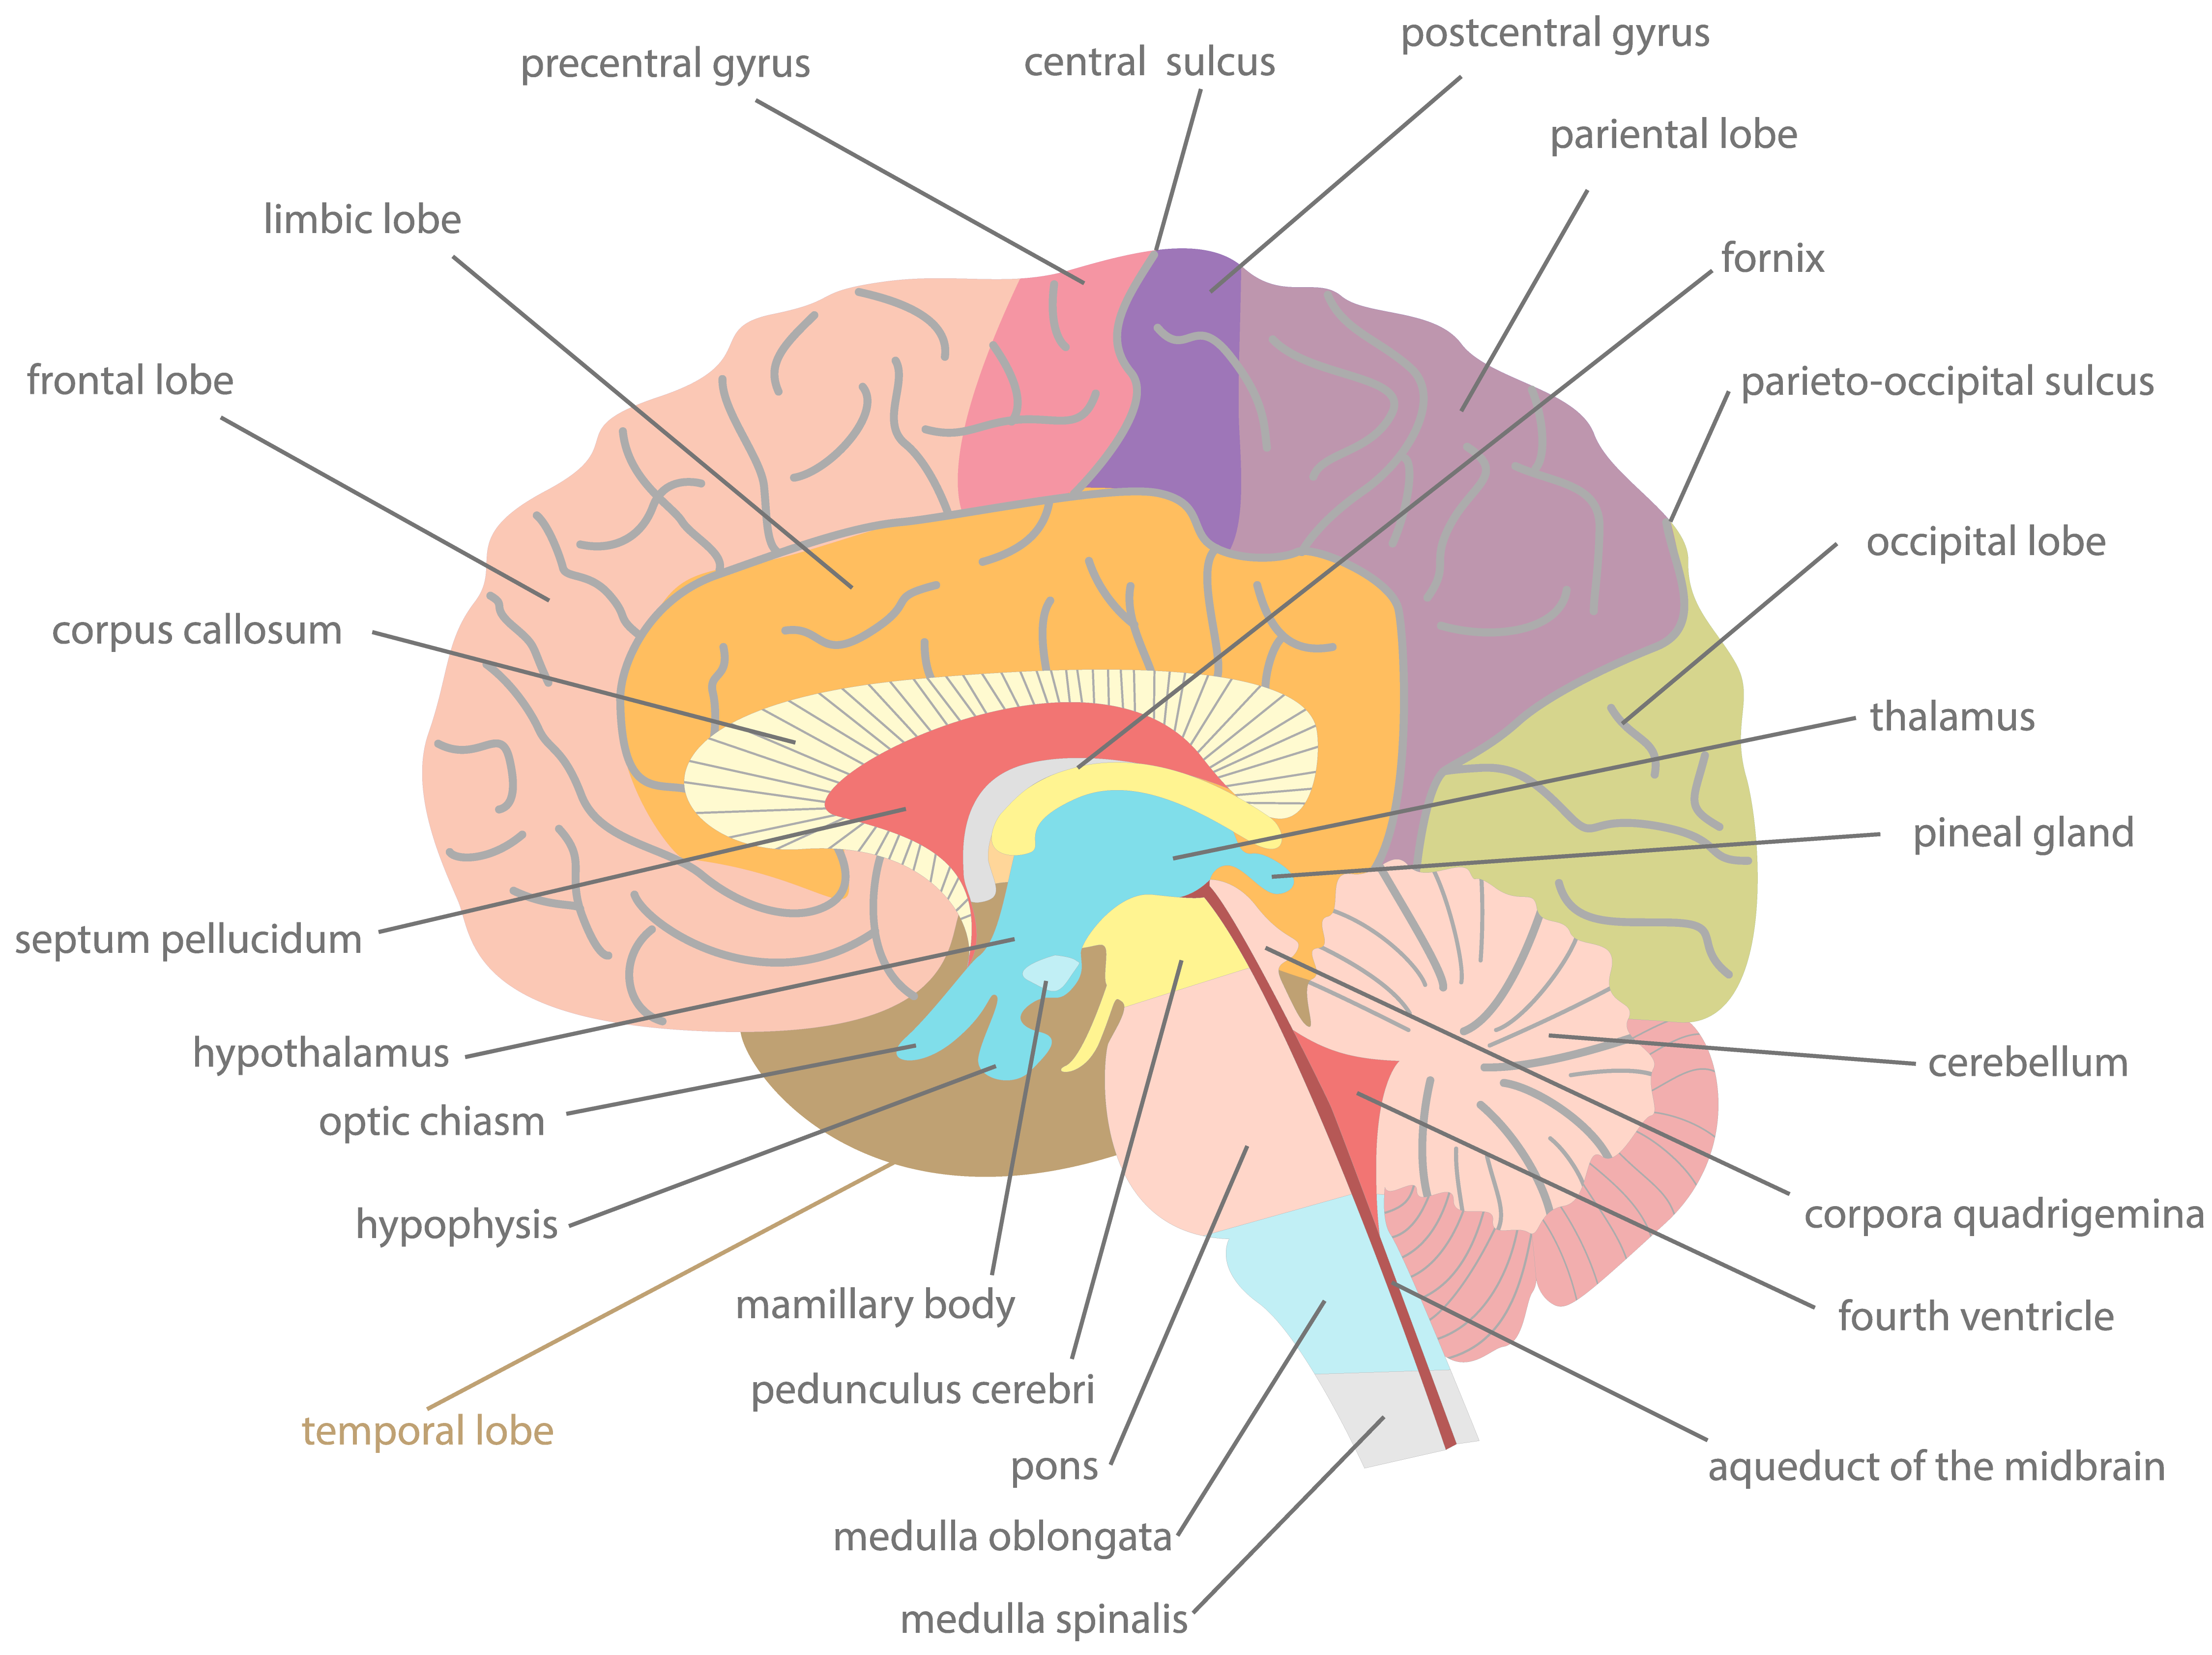 postcentral gyrus
precentral gyrus
central sulcus
pariental lobe
limbic lobe
fornix
frontal lobe
parieto-occipital sulcus
occipital lobe
corpus callosum
thalamus
pineal gland
septum pellucidum
hypothalamus
cerebellum
optic chiasm
hypophysis
corpora quadrigemina
mamillary body
fourth ventricle
pedunculus cerebri
temporal lobe
pons
aqueduct of the midbrain
medulla oblongata
medulla spinalis